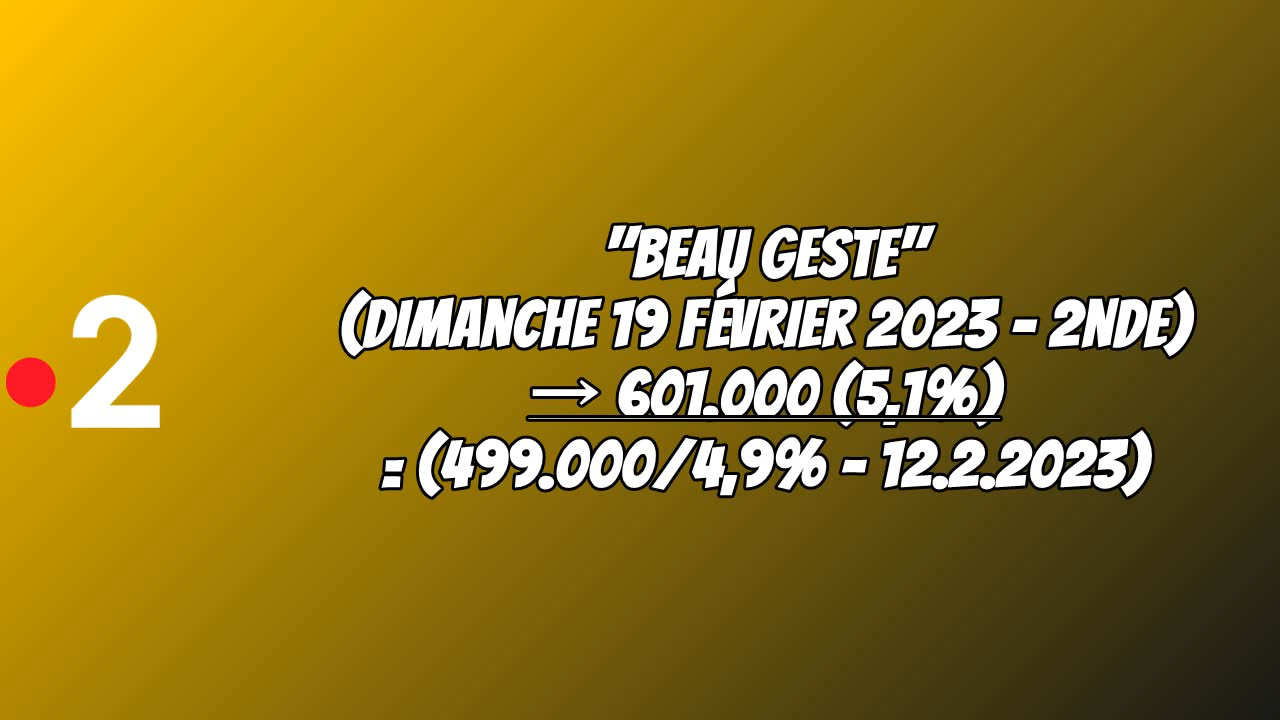 2
"BEAU GESTE"
(DIMANCHE 19 FÉVRIER 2023 - 2NDE)
→ 601.000 (5,1%)
= (499.000/4,9% - 12.2.2023)